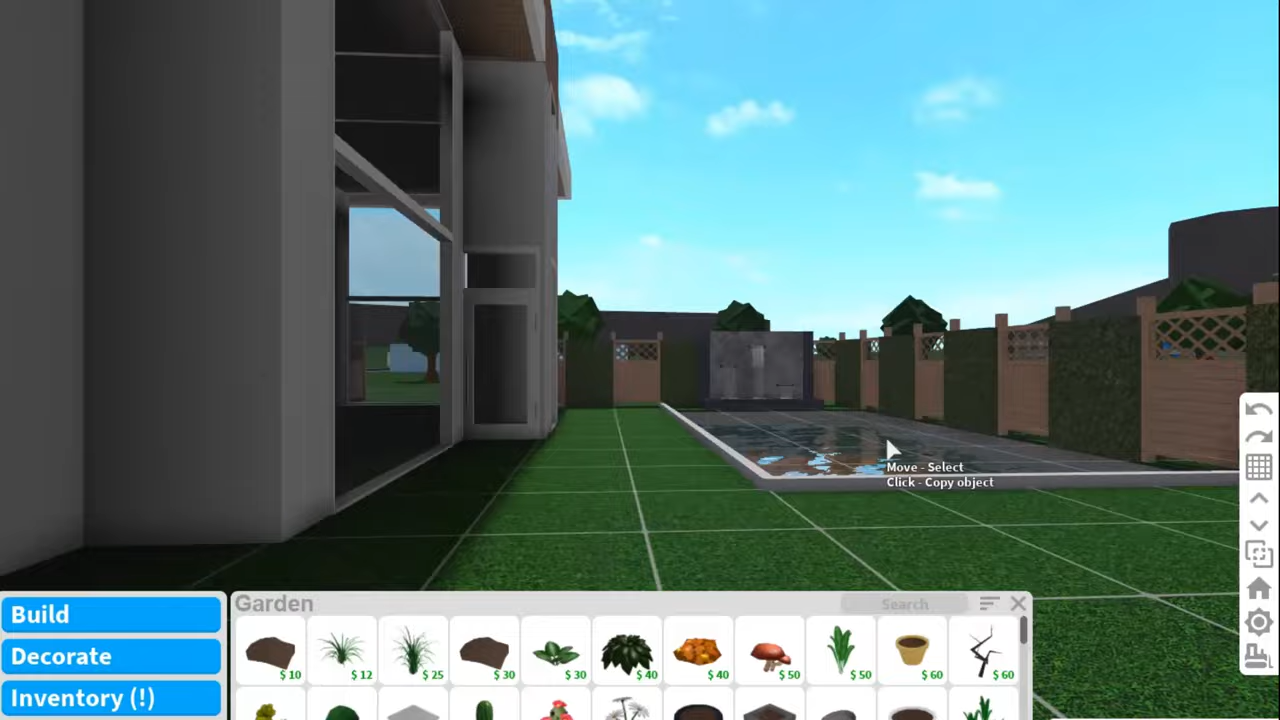 Move - Select
Click - Copy object
Build
Decorate
Inventory (!)
Garden
Search
$ 10
$ 12
$ 25
$ 30
$ 30
$ 40
$ 40
$ 50
$ 50
$ 60
$ 60